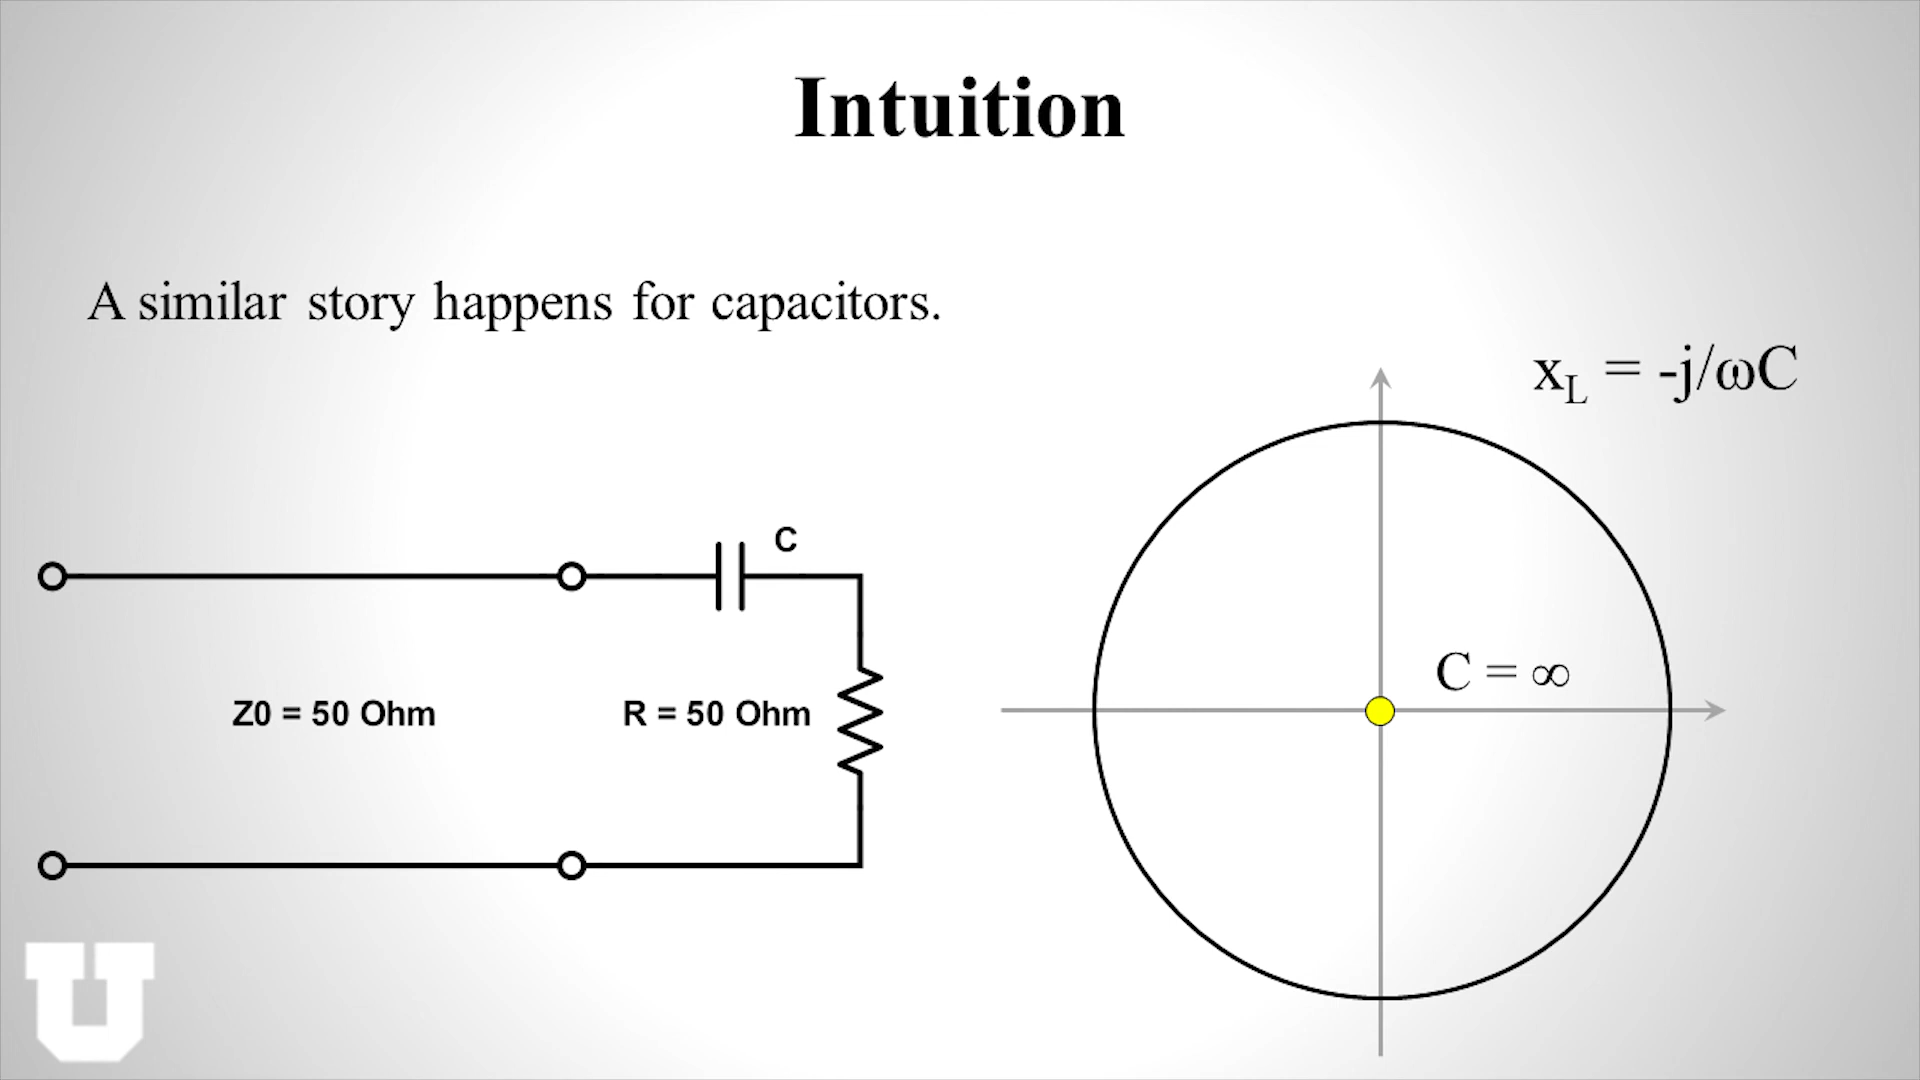 Intuition
A similar story happens for capacitors.
x_L = -j/ωC
C
C = ∞
Z0 = 50 Ohm
R = 50 Ohm
U